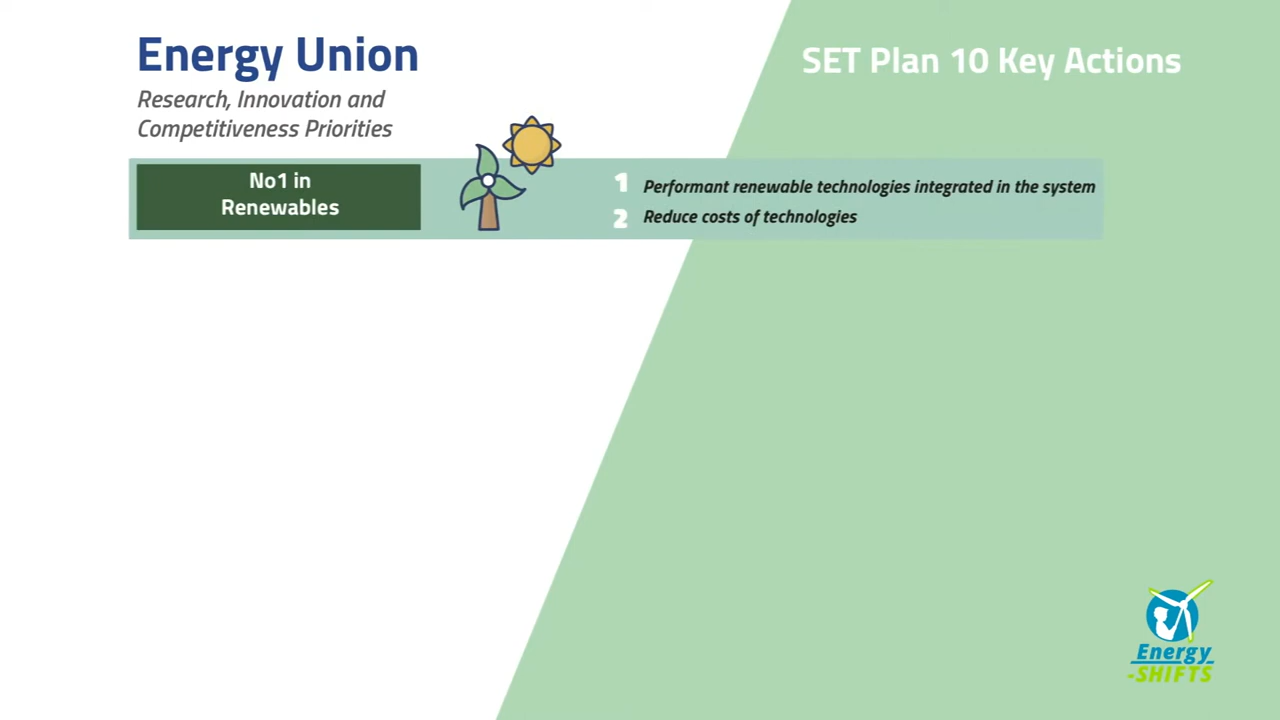 Energy Union
Research, Innovation and
Competitiveness Priorities
SET Plan 10 Key Actions
No1 in
Renewables
1 Performant renewable technologies integrated in the system
2 Reduce costs of technologies
Energy
-SHIFTS